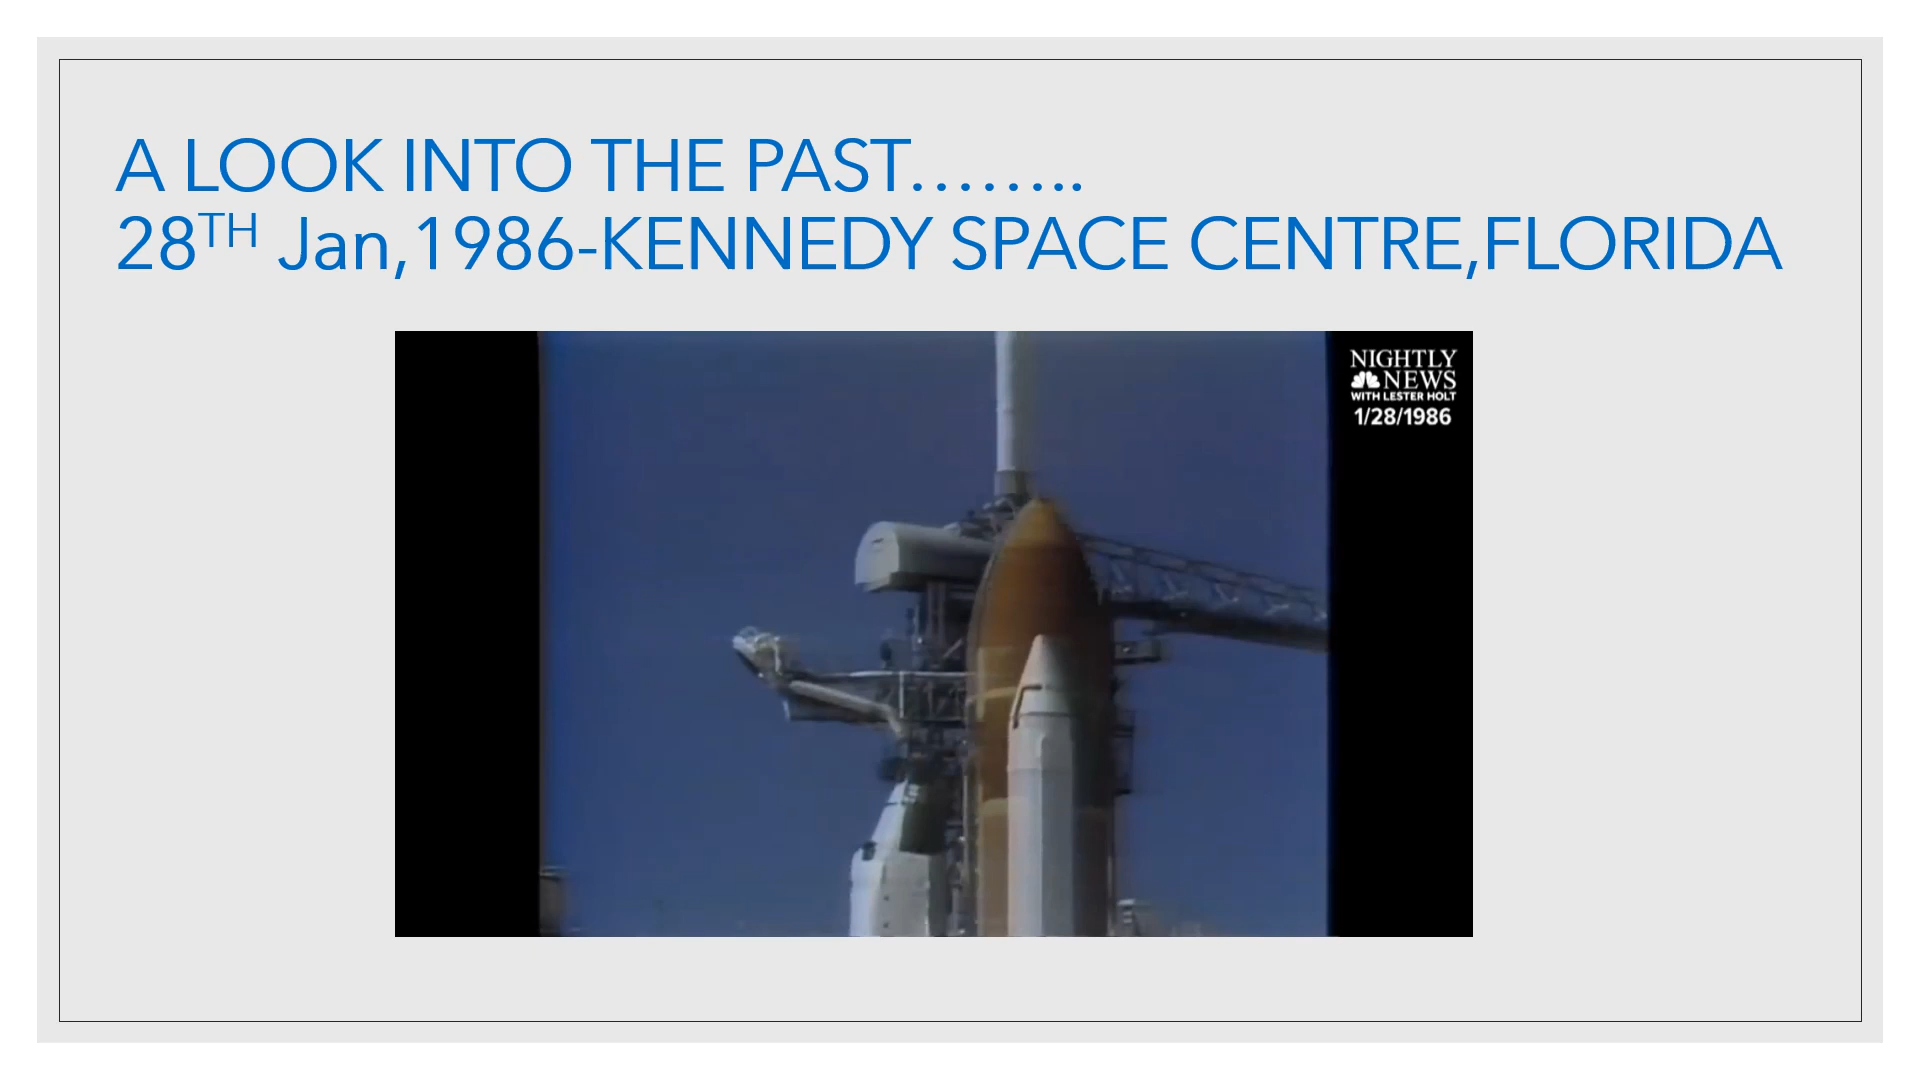 A LOOK INTO THE PAST……..
28TH Jan,1986-KENNEDY SPACE CENTRE,FLORIDA
NIGHTLY
NEWS
WITH LESTER HOLT
1/28/1986